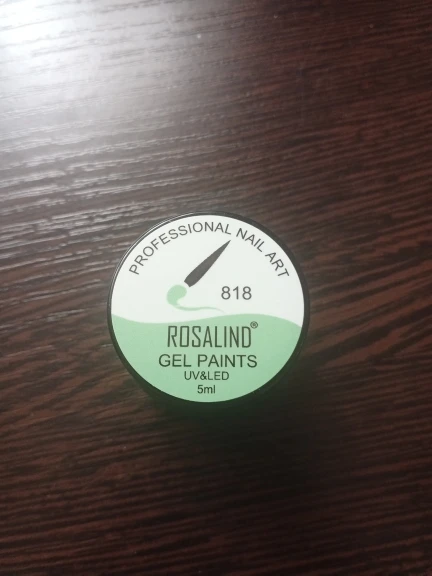 PROFESSIONAL NAIL ART
818
ROSALIND®
GEL PAINTS
UV&LED
5ml